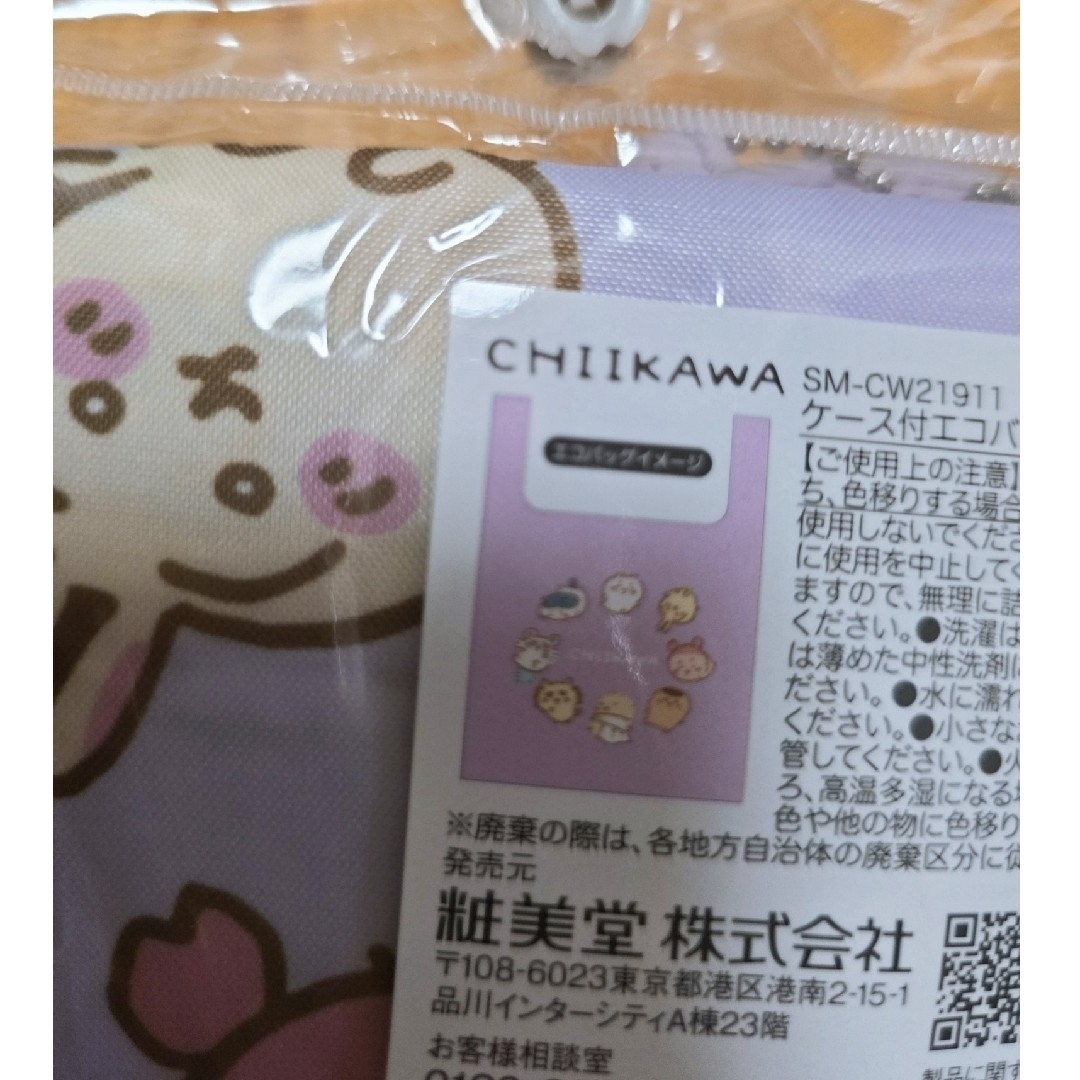 CHIIKAWA SM-CW21911
ケース付エコバ
エコバッグイメージ
【ご使用上の注意】
ち、色移りする場合
使用しないでくださ
に使用を中止してく
ますので、無理に詰
ください。●洗濯は
は薄めた中性洗剤に
ださい。●水に濡れ
ください。●小さなお
管してください。●火
ろ、高温多湿になる場
色や他の物に色移り
※廃棄の際は、各地方自治体の廃棄区分に従
発売元
粧美堂 株式会社
〒108-6023東京都港区港南2-15-1
品川インターシティA棟23階
お客様相談室
製品に関す